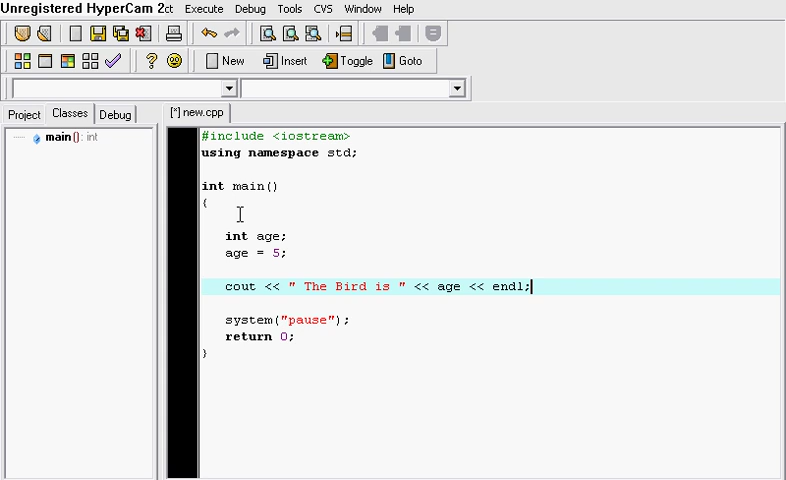 Unregistered HyperCam 2ct Execute Debug Tools CVS Window Help
New Insert Toggle Goto
Project Classes Debug
[*] new.cpp
main(): int
#include <iostream>
using namespace std;
int main()
{
int age;
age = 5;
cout << " The Bird is " << age << endl;
system("pause");
return 0;
}